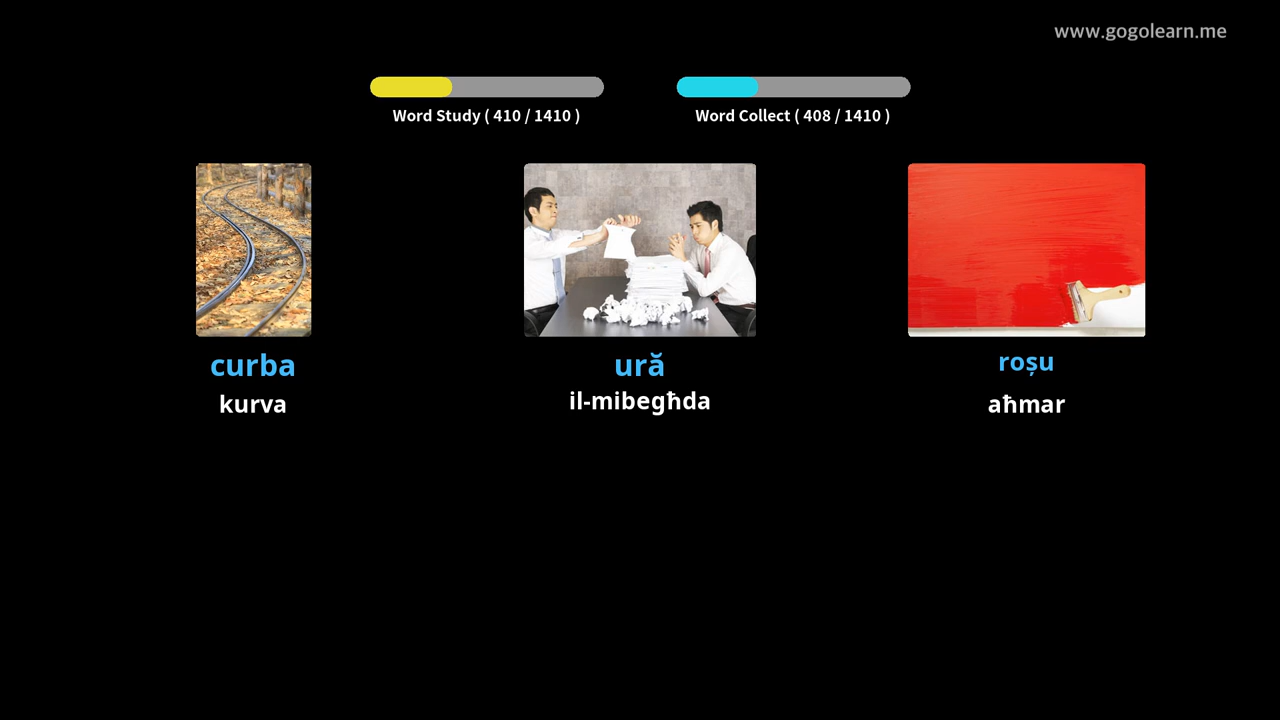 www.gogolearn.me
Word Study ( 410 / 1410 )
Word Collect ( 408 / 1410 )
curba
kurva
ură
il-mibegħda
roșu
aħmar